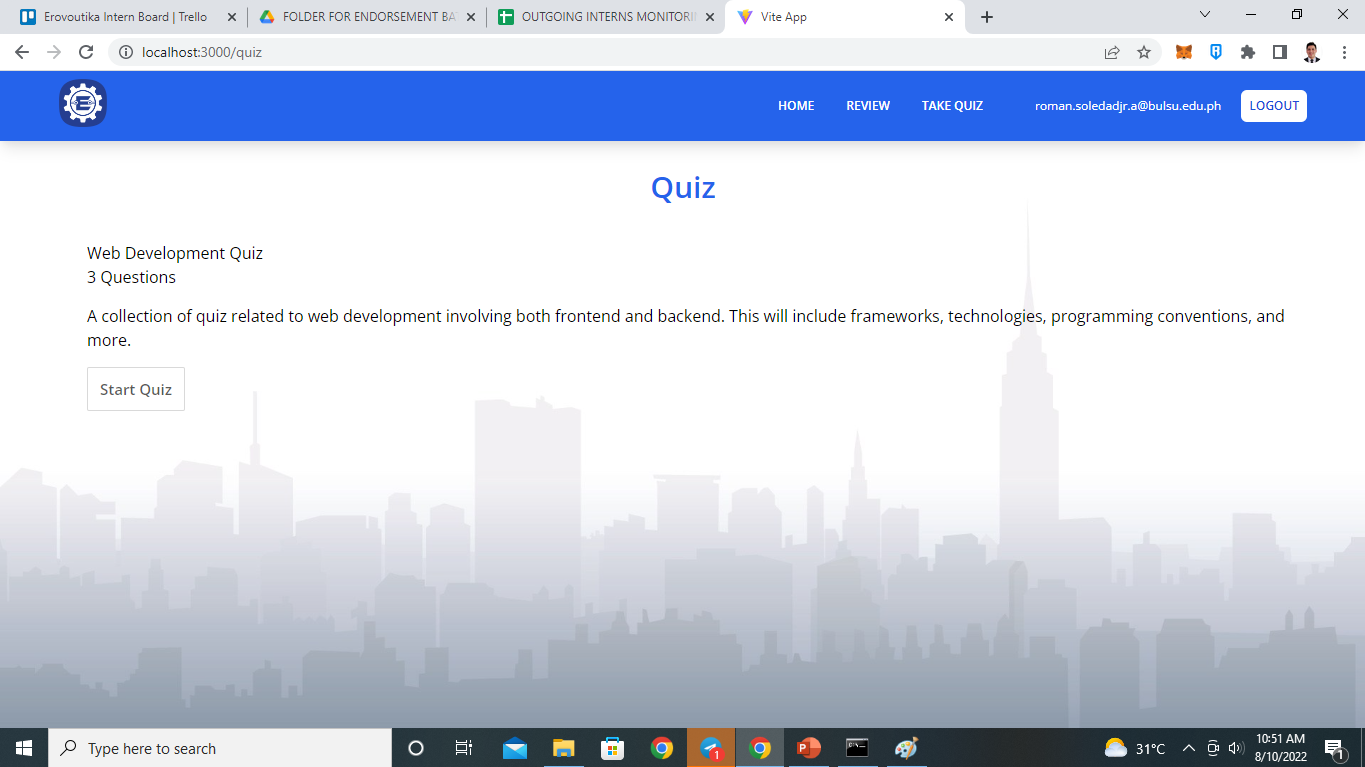 Erovoutika Intern Board | Trello
FOLDER FOR ENDORSEMENT BAT
OUTGOING INTERNS MONITORI
Vite App
localhost:3000/quiz
HOME
REVIEW
TAKE QUIZ
roman.soledadjr.a@bulsu.edu.ph
LOGOUT
Quiz
Web Development Quiz
3 Questions
A collection of quiz related to web development involving both frontend and backend. This will include frameworks, technologies, programming conventions, and
more.
Start Quiz
Type here to search
1
31°C
10:51 AM
8/10/2022
1